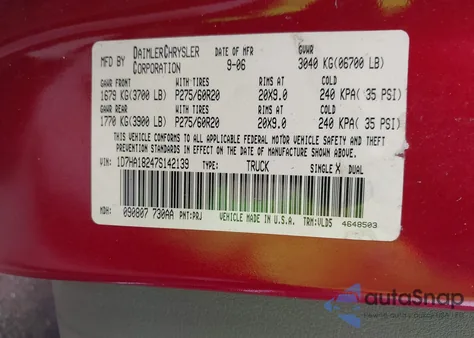 MFD BY DAIMLERCHRYSLER CORPORATION DATE OF MFR 9-06 GVWR 3040 KG(06700 LB)
GAWR FRONT WITH TIRES RIMS AT COLD
1679 KG(3700 LB) P275/60R20 20X9.0 240 KPA( 35 PSI)
GAWR REAR WITH TIRES RIMS AT COLD
1770 KG(3900 LB) P275/60R20 20X9.0 240 KPA( 35 PSI)
THIS VEHICLE CONFORMS TO ALL APPLICABLE FEDERAL MOTOR VEHICLE SAFETY AND THEFT
PREVENTION STANDARDS IN EFFECT ON THE DATE OF MANUFACTURE SHOWN ABOVE.
VIN: 1D7HA18247S142139 TYPE: TRUCK SINGLE X DUAL
MDH: 090807 730AA PNT:PRJ VEHICLE MADE IN U.S.A. TRM:VLD5 4648503
autoSnap